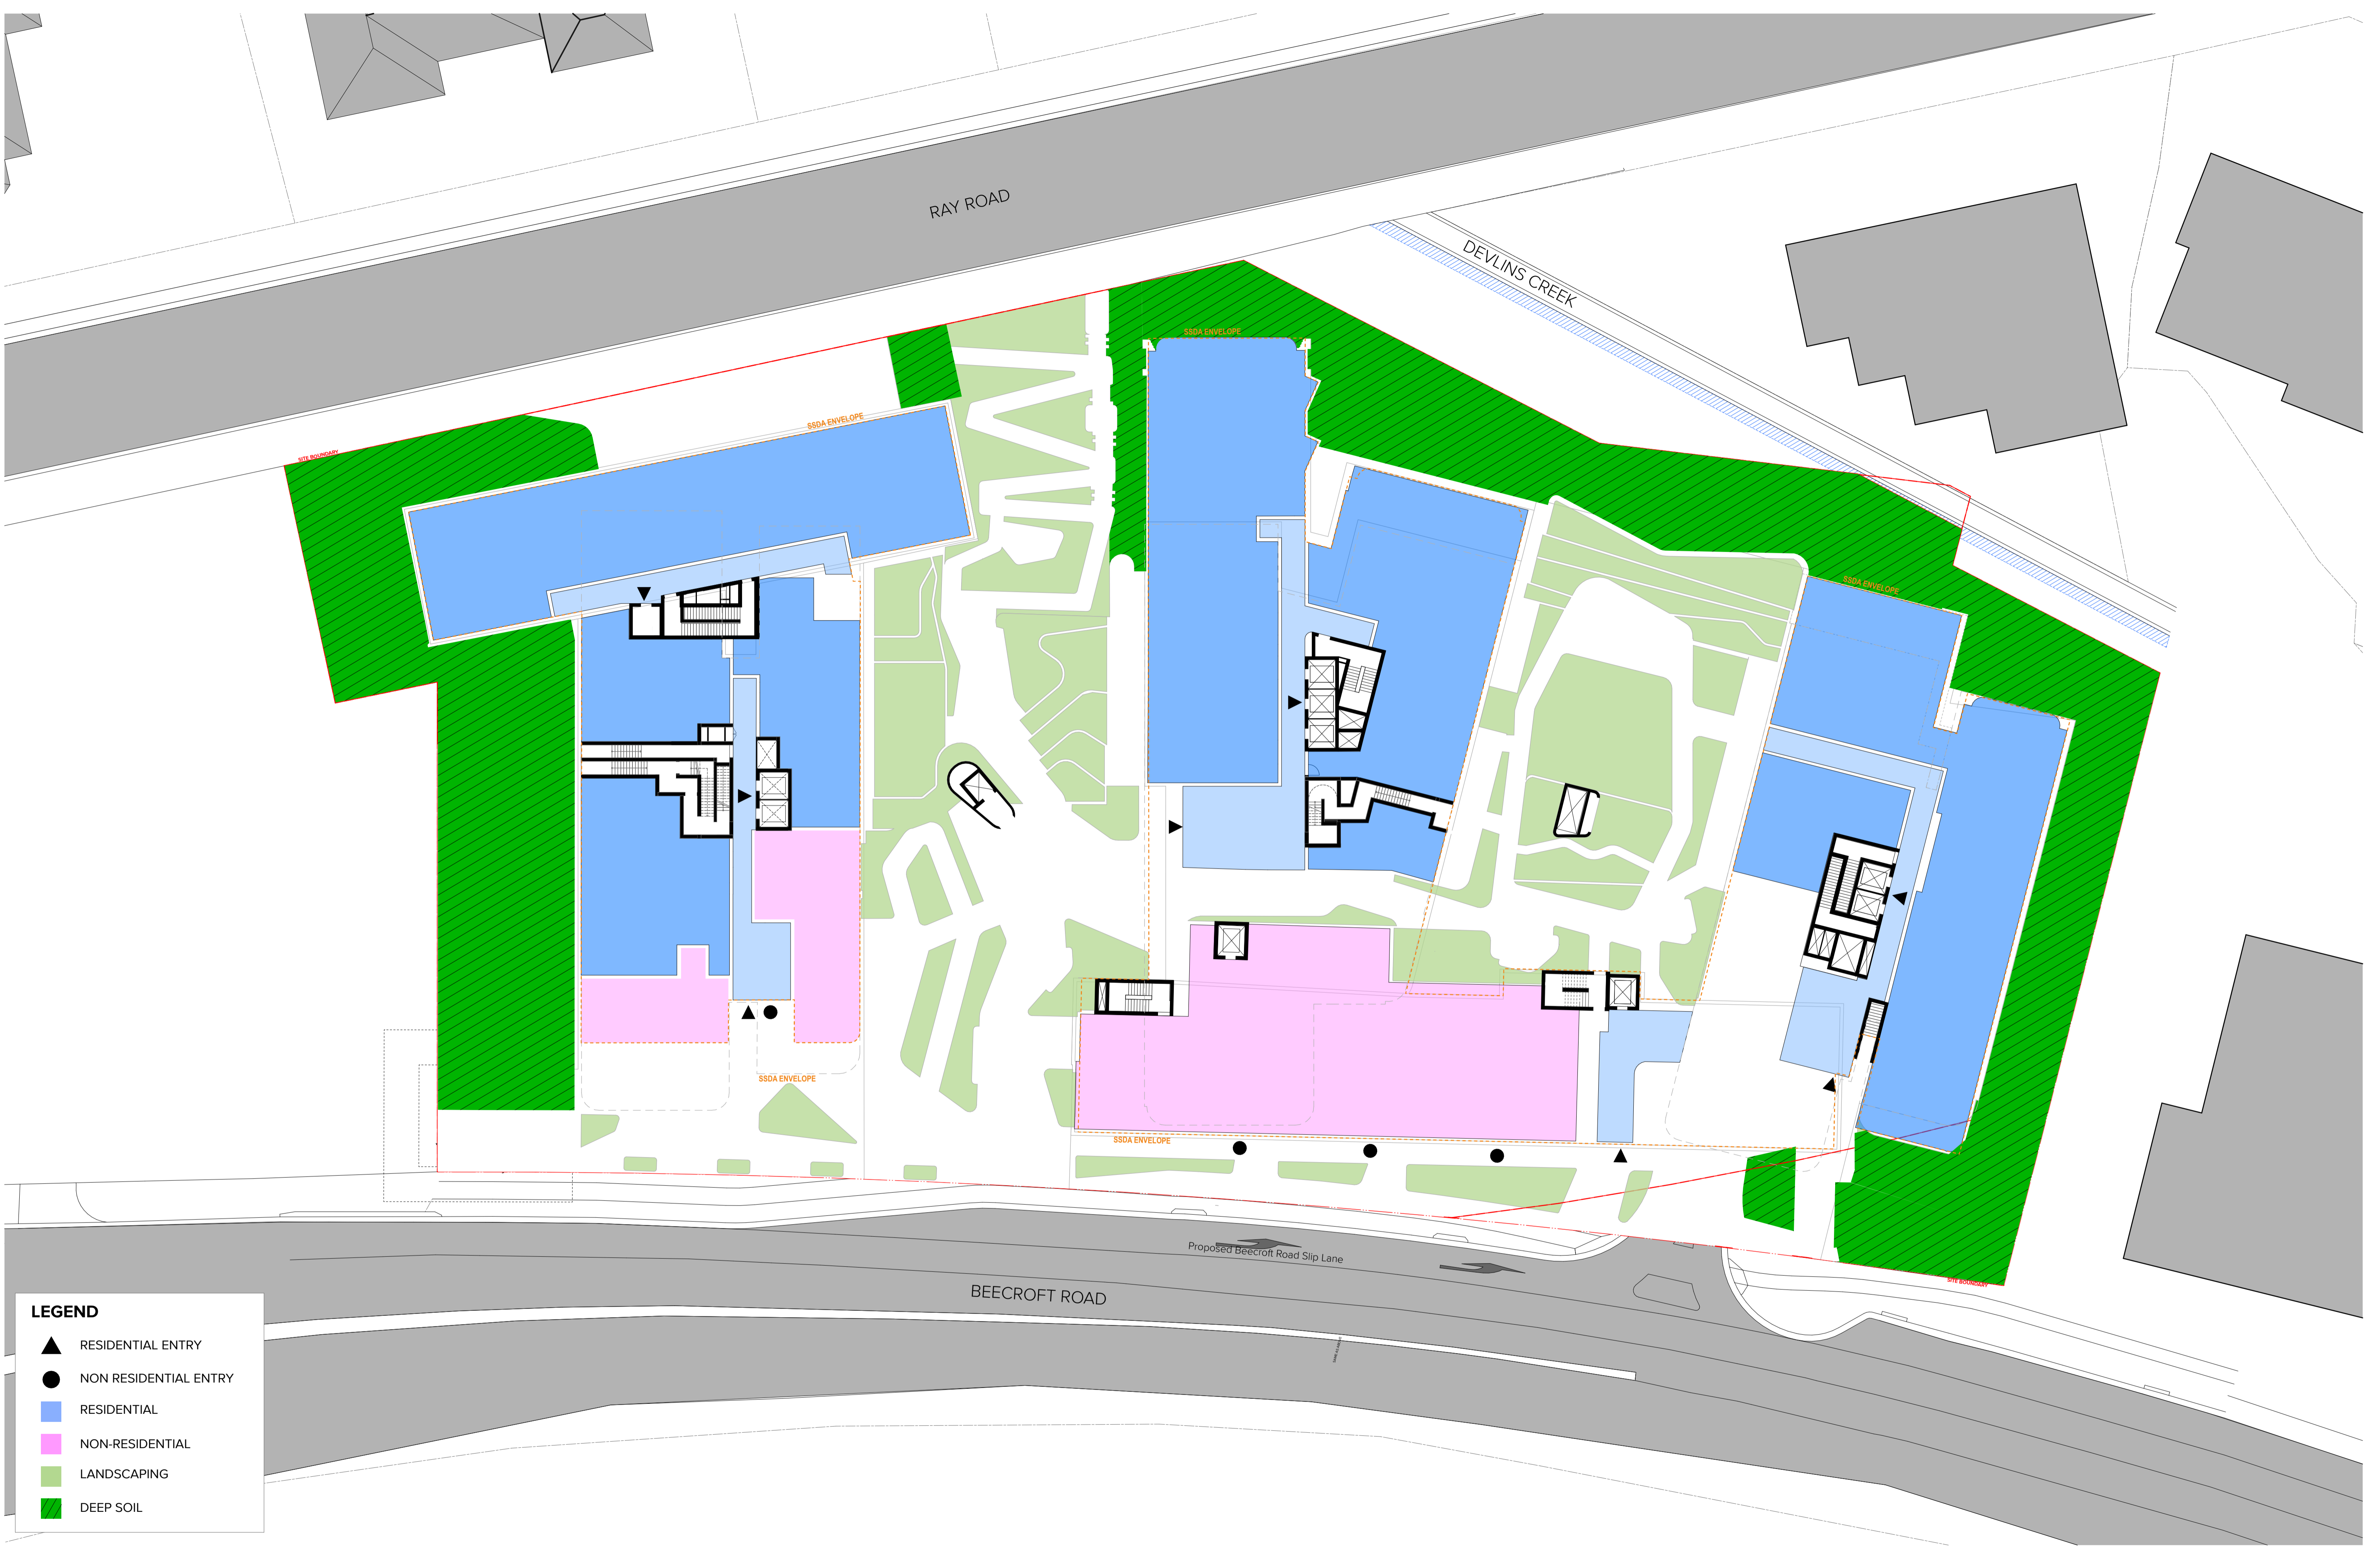 RAY ROAD
DEVLINS CREEK
SSDA ENVELOPE
SSDA ENVELOPE
SITE BOUNDARY
SSDA ENVELOPE
SSDA ENVELOPE
SSDA ENVELOPE
Proposed Beecroft Road Slip Lane
BEECROFT ROAD
SITE BOUNDARY
LEGEND
RESIDENTIAL ENTRY
NON RESIDENTIAL ENTRY
RESIDENTIAL
NON-RESIDENTIAL
LANDSCAPING
DEEP SOIL